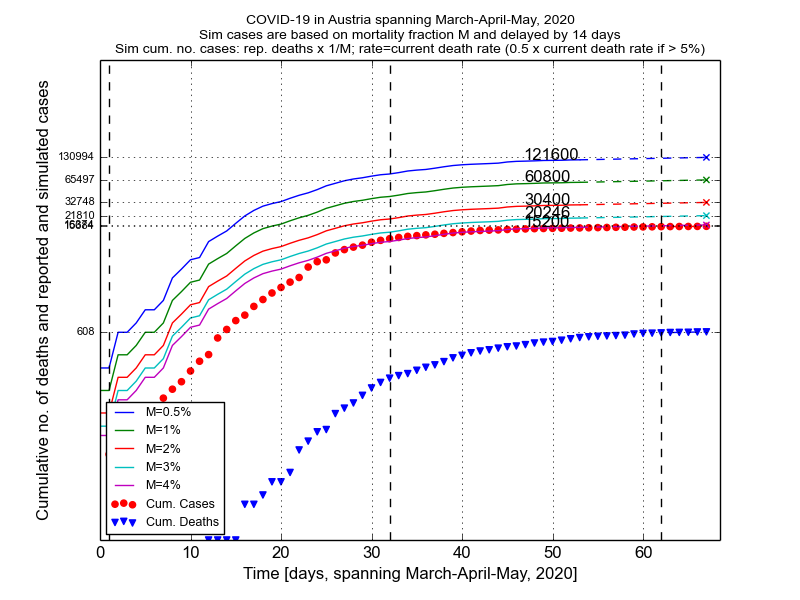 COVID-19 in Austria spanning March-April-May, 2020
Sim cases are based on mortality fraction M and delayed by 14 days
Sim cum. no. cases: rep. deaths x 1/M; rate=current death rate (0.5 x current death rate if > 5%)
Cumulative no. of deaths and reported and simulated cases
130994
65497
32748
21810
608
121600
60800
30400
20246
15200
M=0.5%
M=1%
M=2%
M=3%
M=4%
Cum. Cases
Cum. Deaths
0 10 20 30 40 50 60
Time [days, spanning March-April-May, 2020]